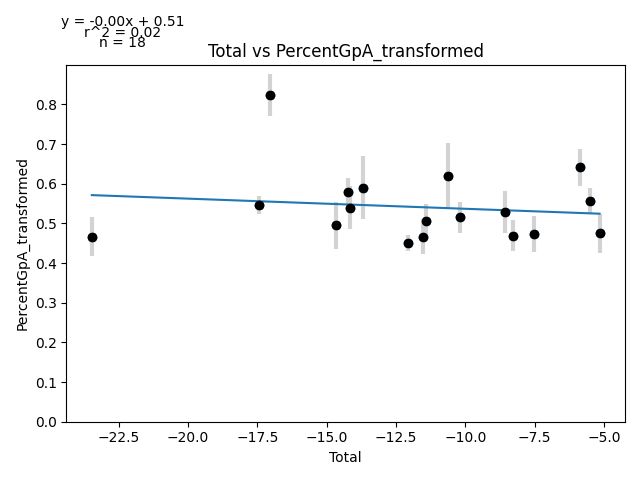 y = -0.00x + 0.51
r^2 = 0.02
n = 18
Total vs PercentGpA_transformed
PercentGpA_transformed
0.8
0.7
0.6
0.5
0.4
0.3
0.2
0.1
0.0
−22.5 −20.0 −17.5 −15.0 −12.5 −10.0 −7.5 −5.0
Total